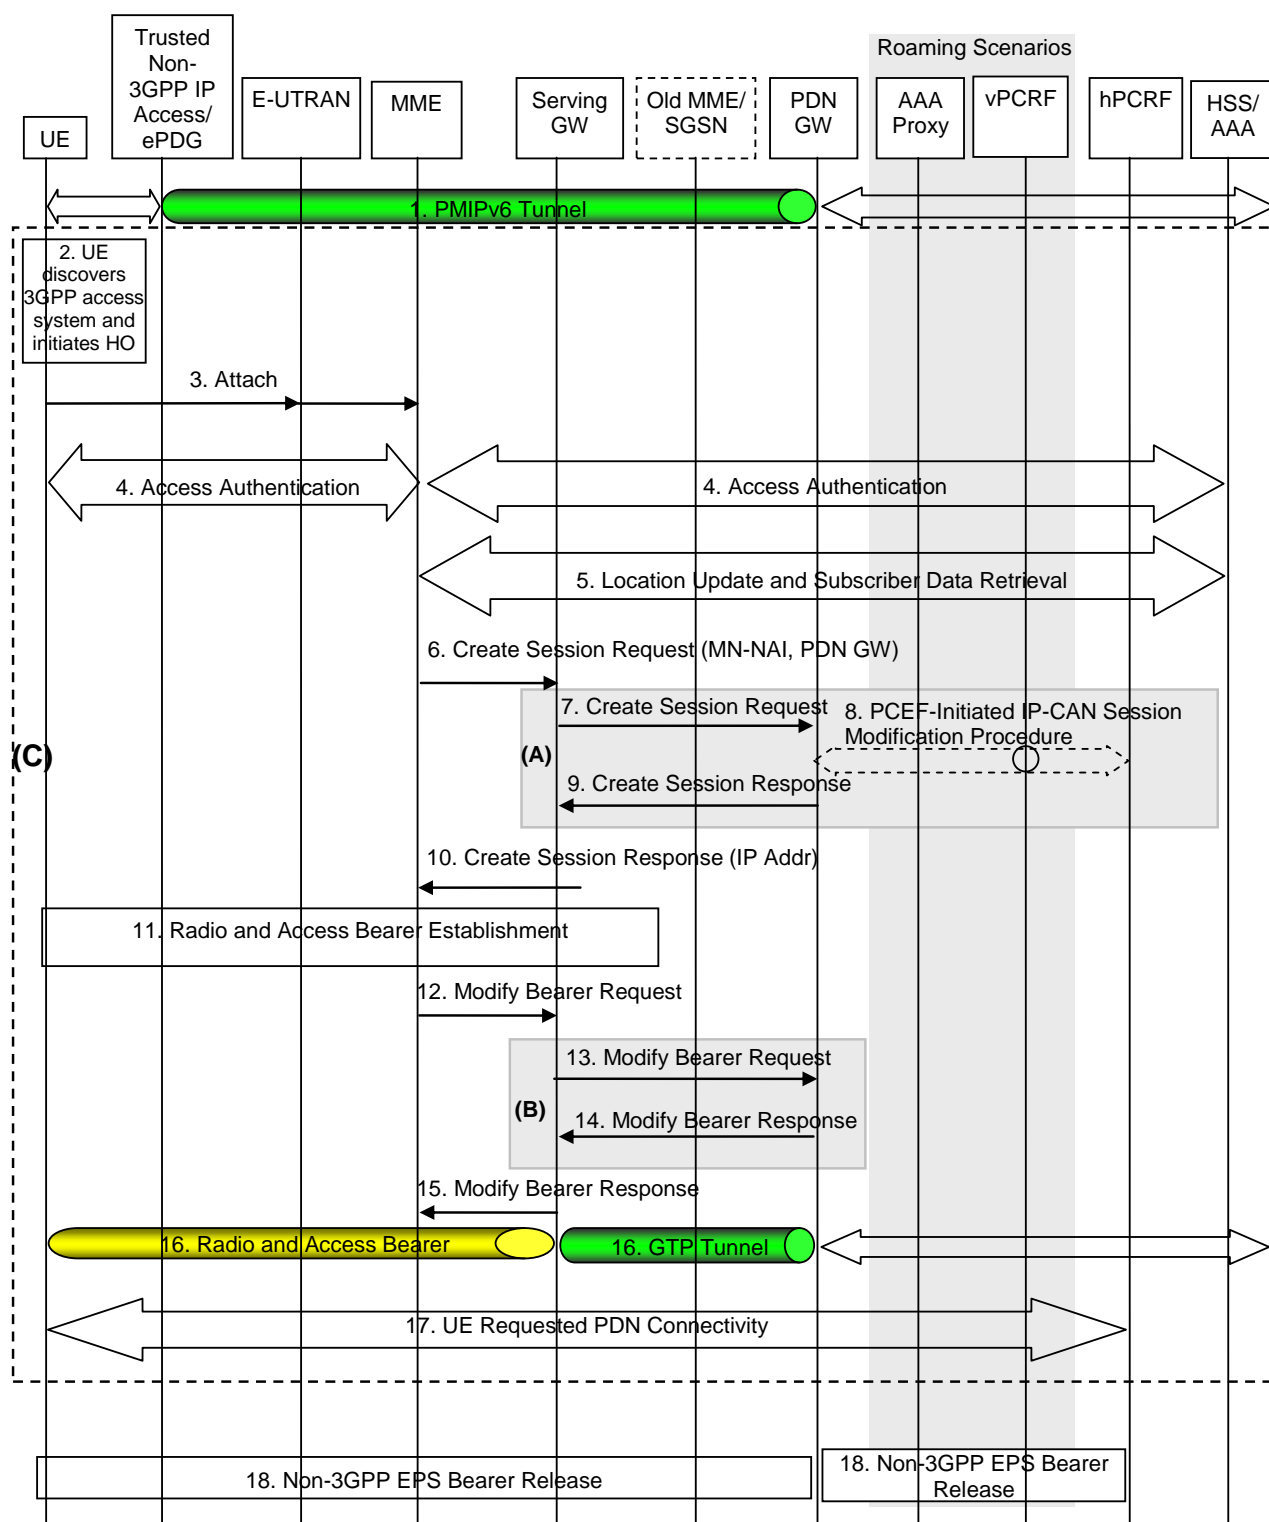 Roaming Scenarios
UE
Trusted
Non-
3GPP IP
Access/
ePDG
E-UTRAN
MME
Serving
GW
Old MME/
SGSN
PDN
GW
AAA
Proxy
vPCRF
hPCRF
HSS/
AAA
1. PMIPv6 Tunnel
2. UE
discovers
3GPP access
system and
initiates HO
3. Attach
4. Access Authentication
4. Access Authentication
5. Location Update and Subscriber Data Retrieval
6. Create Session Request (MN-NAI, PDN GW)
7. Create Session Request
8. PCEF-Initiated IP-CAN Session
Modification Procedure
(C)
(A)
9. Create Session Response
10. Create Session Response (IP Addr)
11. Radio and Access Bearer Establishment
12. Modify Bearer Request
13. Modify Bearer Request
(B)
14. Modify Bearer Response
15. Modify Bearer Response
16. Radio and Access Bearer
16. GTP Tunnel
17. UE Requested PDN Connectivity
18. Non-3GPP EPS Bearer Release
18. Non-3GPP EPS Bearer
Release